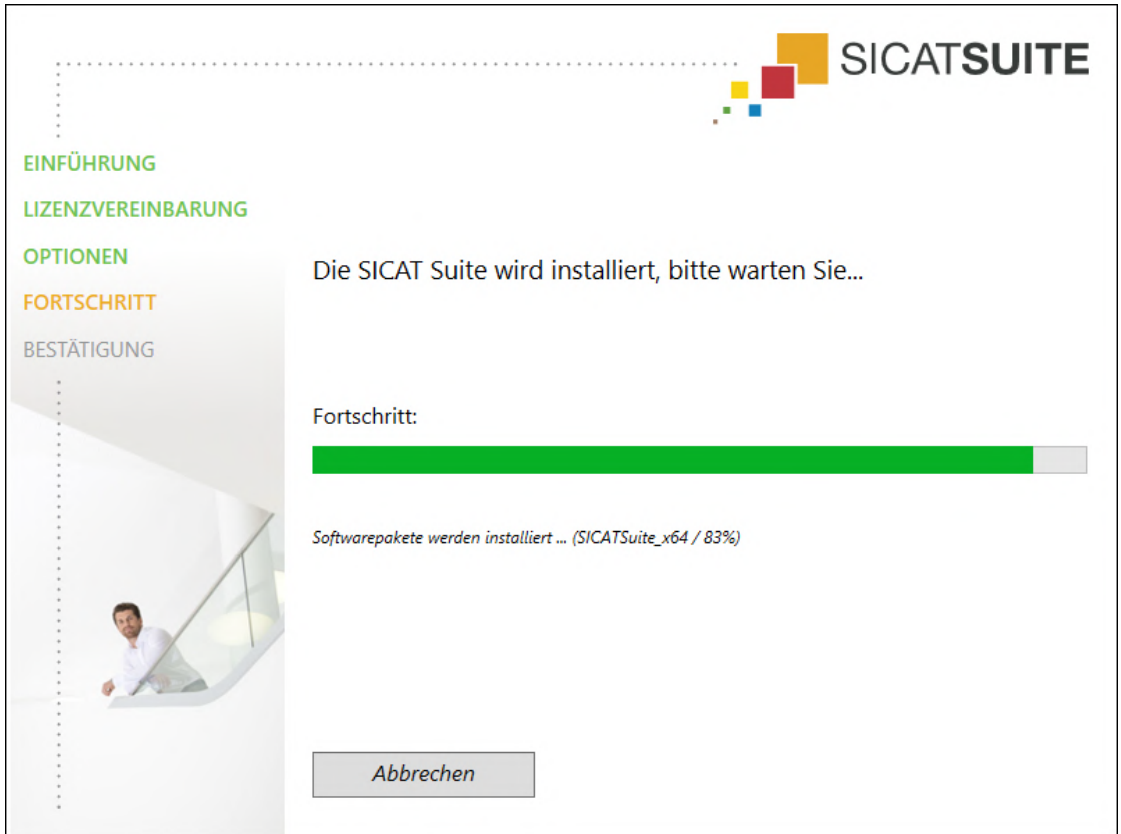 SICATSUITE
EINFÜHRUNG
LIZENZVEREINBARUNG
OPTIONEN
FORTSCHRITT
BESTÄTIGUNG
Die SICAT Suite wird installiert, bitte warten Sie...
Fortschritt:
Softwarepakete werden installiert ... (SICATSuite_x64 / 83%)
Abbrechen